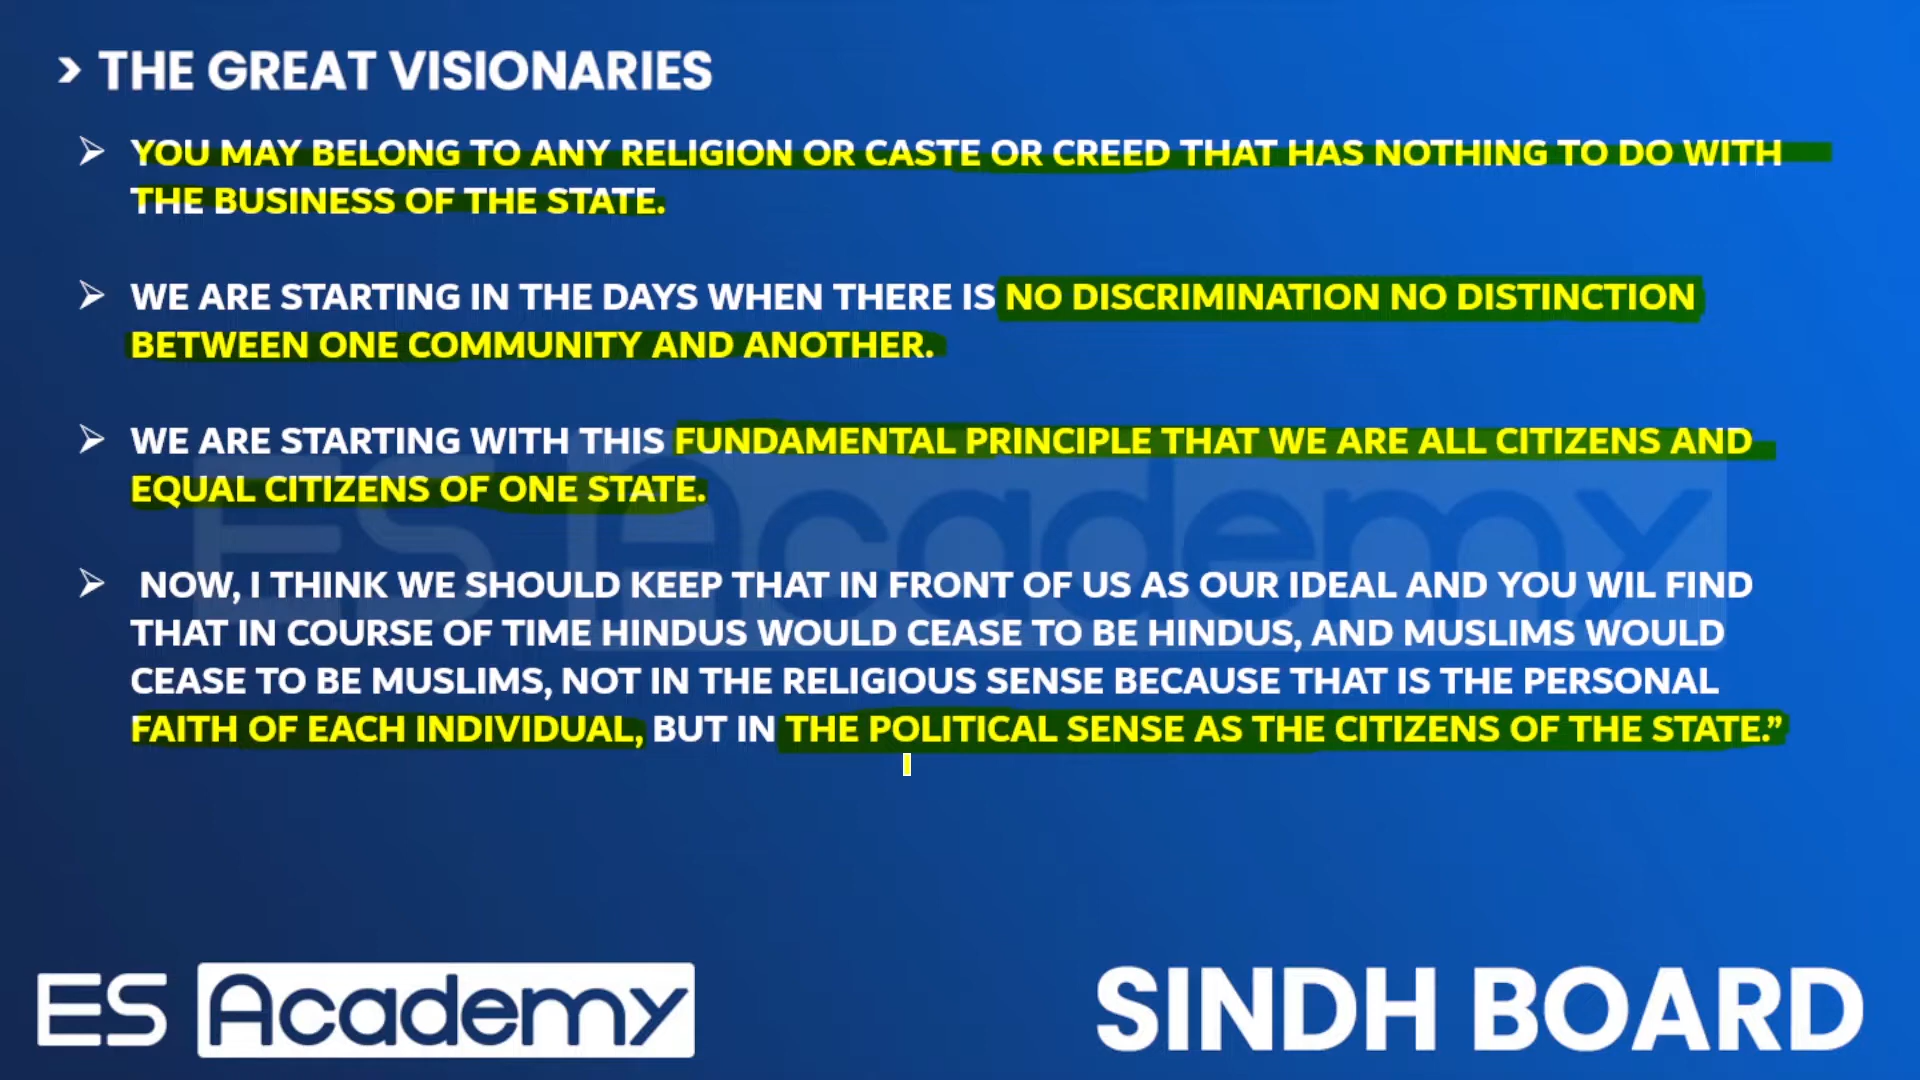 > THE GREAT VISIONARIES
➢ YOU MAY BELONG TO ANY RELIGION OR CASTE OR CREED THAT HAS NOTHING TO DO WITH
THE BUSINESS OF THE STATE.
➢ WE ARE STARTING IN THE DAYS WHEN THERE IS NO DISCRIMINATION NO DISTINCTION
BETWEEN ONE COMMUNITY AND ANOTHER.
➢ WE ARE STARTING WITH THIS FUNDAMENTAL PRINCIPLE THAT WE ARE ALL CITIZENS AND
EQUAL CITIZENS OF ONE STATE.
➢ NOW, I THINK WE SHOULD KEEP THAT IN FRONT OF US AS OUR IDEAL AND YOU WIL FIND
THAT IN COURSE OF TIME HINDUS WOULD CEASE TO BE HINDUS, AND MUSLIMS WOULD
CEASE TO BE MUSLIMS, NOT IN THE RELIGIOUS SENSE BECAUSE THAT IS THE PERSONAL
FAITH OF EACH INDIVIDUAL, BUT IN THE POLITICAL SENSE AS THE CITIZENS OF THE STATE.”
ES Academy
ES Academy
SINDH BOARD